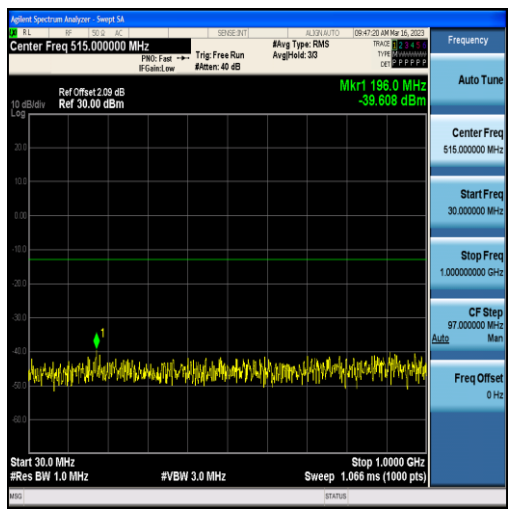 Agilent Spectrum Analyzer - Swept SA
RL RF 50 Ω AC SENSE:INT ALIGN AUTO 09:47:20 AM Mar 16, 2023
Center Freq 515.000000 MHz
PNO: Fast
IFGain:Low
Trig: Free Run
#Atten: 40 dB
#Avg Type: RMS
Avg|Hold: 3/3
TRACE 1 2 3 4 5 6
TYPE MWWWWW
DET P P P P P P
Frequency
Auto Tune
Center Freq
515.000000 MHz
Start Freq
30.000000 MHz
Stop Freq
1.000000000 GHz
CF Step
97.000000 MHz
Auto Man
Freq Offset
0 Hz
Mkr1 196.0 MHz
-39.608 dBm
Ref Offset 2.09 dB
10 dB/div Ref 30.00 dBm
Log
20.0
10.0
0.00
-10.0
-20.0
-30.0
-40.0
-50.0
-60.0
1
Start 30.0 MHz Stop 1.0000 GHz
#Res BW 1.0 MHz #VBW 3.0 MHz Sweep 1.066 ms (1000 pts)
MSG STATUS